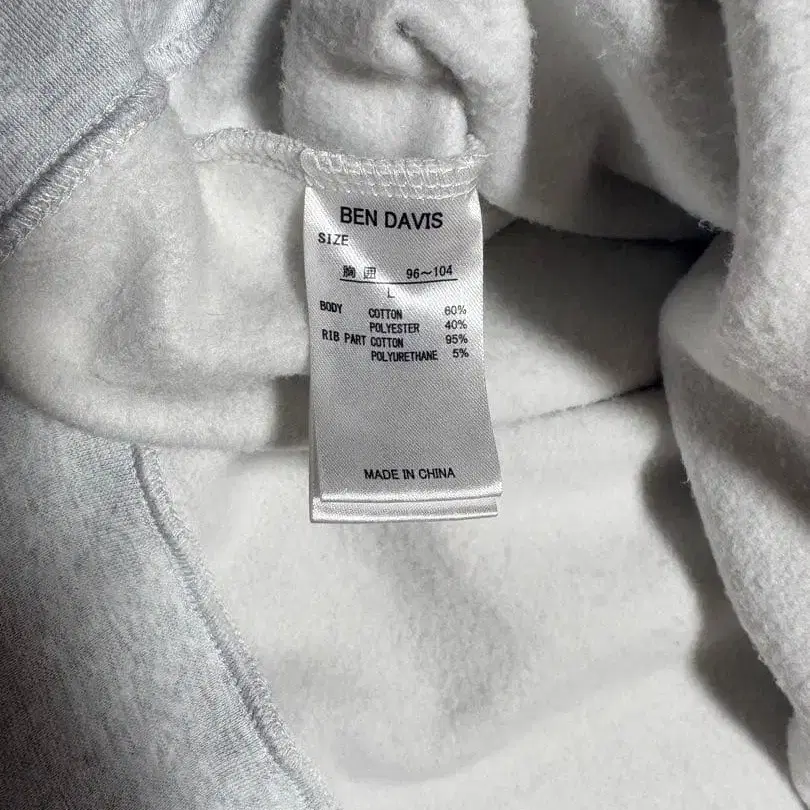 BEN DAVIS
SIZE
胸囲 96~104
L
BODY COTTON 60%
POLYESTER 40%
RIB PART COTTON 95%
POLYURETHANE 5%
MADE IN CHINA